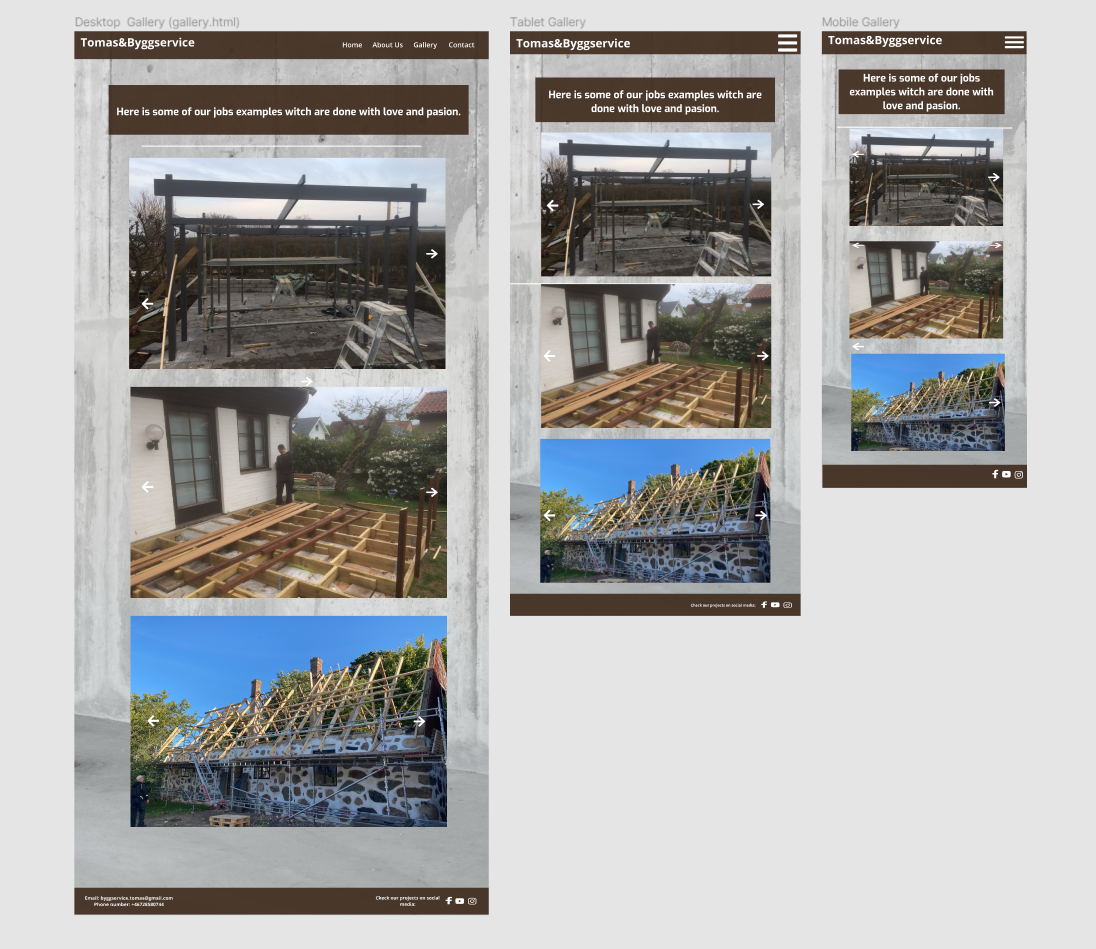 Desktop Gallery (gallery.html)
Tomas&Byggservice
Home About Us Gallery Contact
Here is some of our jobs examples witch are done with love and pasion.
Email: byggservice.tomas@gmail.com
Phone number: +46728580744
Check our projects on social
media:
Tablet Gallery
Tomas&Byggservice
Here is some of our jobs examples witch are
done with love and pasion.
Check our projects on social media:
Mobile Gallery
Tomas&Byggservice
Here is some of our jobs
examples witch are done with
love and pasion.